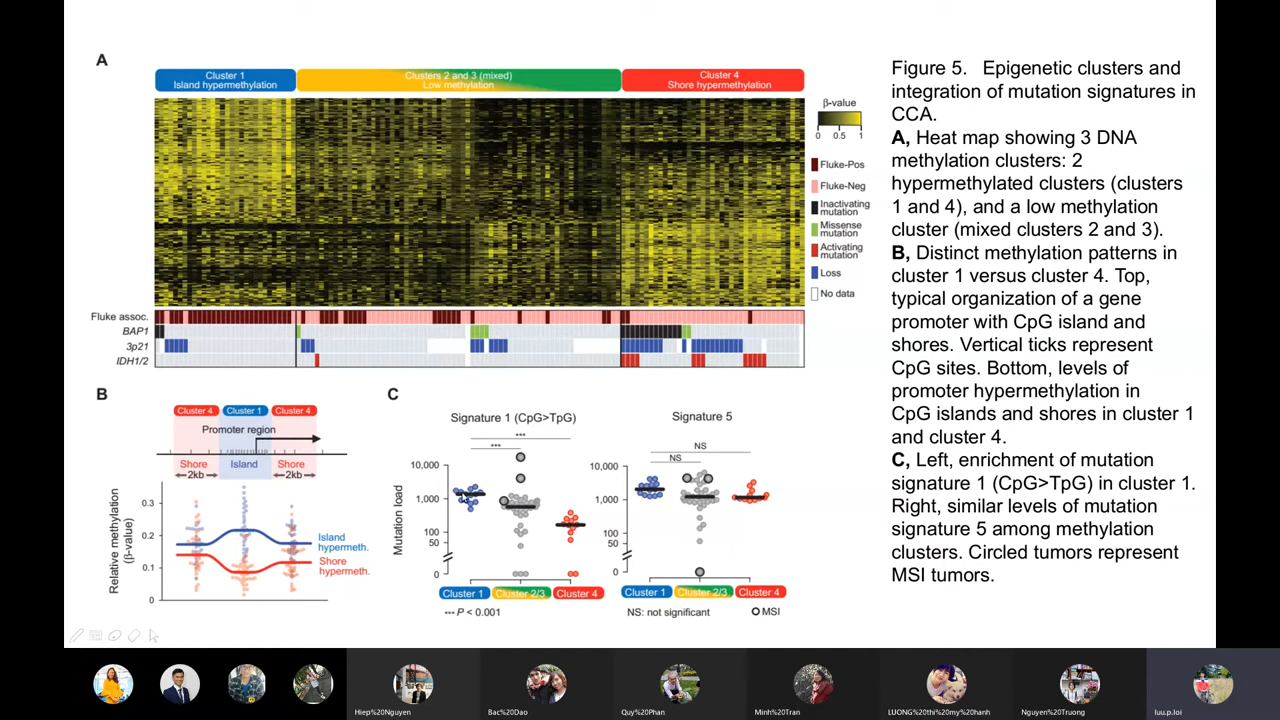 A
Cluster 1
Island hypermethylation
Clusters 2 and 3 (mixed)
Low methylation
Cluster 4
Shore hypermethylation
β-value
0 0.5 1
Fluke-Pos
Fluke-Neg
Inactivating
mutation
Missense
mutation
Activating
mutation
Loss
No data
Fluke assoc.
BAP1
3p21
IDH1/2
B
Cluster 4 Cluster 1 Cluster 4
Promoter region
Shore Island Shore
2kb 2kb
Relative methylation
(β-value)
0.3
0.2
0.1
0
Island
hypermeth.
Shore
hypermeth.
C
Signature 1 (CpG>TpG)
***
***
Mutation load
10,000
1,000
100
50
0
Cluster 1 Cluster 2/3 Cluster 4
*** P < 0.001
Signature 5
NS
NS
10,000
1,000
100
50
0
Cluster 1 Cluster 2/3 Cluster 4
NS: not significant
MSI
Figure 5. Epigenetic clusters and
integration of mutation signatures in
CCA.
A, Heat map showing 3 DNA
methylation clusters: 2
hypermethylated clusters (clusters
1 and 4), and a low methylation
cluster (mixed clusters 2 and 3).
B, Distinct methylation patterns in
cluster 1 versus cluster 4. Top,
typical organization of a gene
promoter with CpG island and
shores. Vertical ticks represent
CpG sites. Bottom, levels of
promoter hypermethylation in
CpG islands and shores in cluster 1
and cluster 4.
C, Left, enrichment of mutation
signature 1 (CpG>TpG) in cluster 1.
Right, similar levels of mutation
signature 5 among methylation
clusters. Circled tumors represent
MSI tumors.
Hiep%20Nguyen
Bac%20Dao
Quy%20Phan
Minh%20Tran
LUONG%20thi%20my%20hanh
Nguyen%20Truong
luu.p.loi